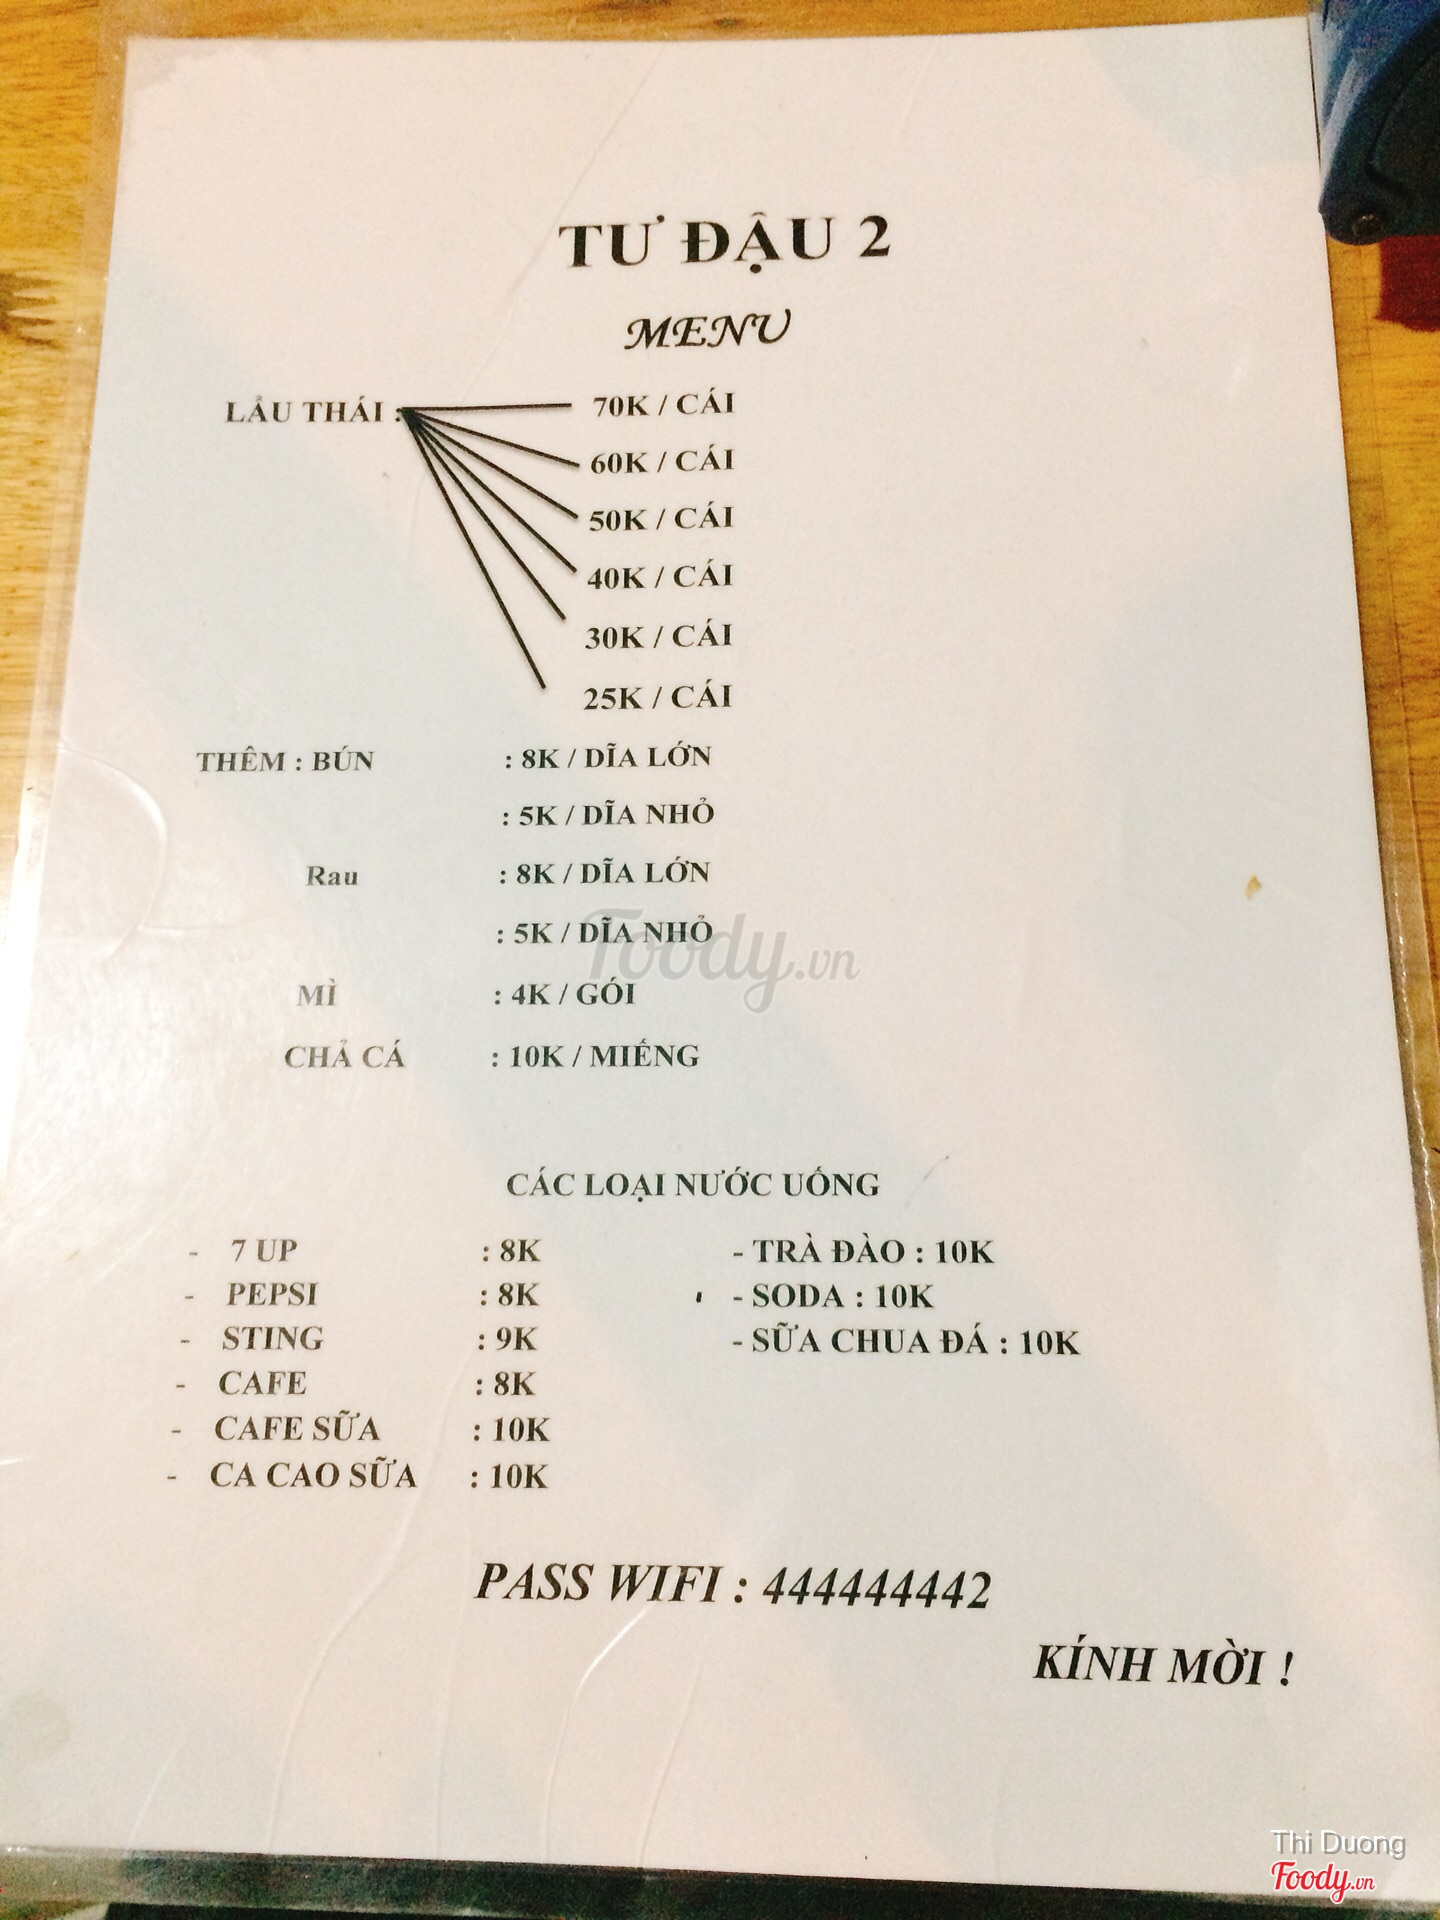 TƯ ĐẬU 2
MENU
LẨU THÁI : 70K / CÁI
60K / CÁI
50K / CÁI
40K / CÁI
30K / CÁI
25K / CÁI
THÊM : BÚN : 8K / DĨA LỚN
: 5K / DĨA NHỎ
Rau : 8K / DĨA LỚN
: 5K / DĨA NHỎ
Foody.vn
MÌ : 4K / GÓI
CHẢ CÁ : 10K / MIẾNG
CÁC LOẠI NƯỚC UỐNG
- 7 UP : 8K - TRÀ ĐÀO : 10K
- PEPSI : 8K - SODA : 10K
- STING : 9K - SỮA CHUA ĐÁ : 10K
- CAFE : 8K
- CAFE SỮA : 10K
- CA CAO SỮA : 10K
PASS WIFI : 444444442
KÍNH MỜI !
Thi Duong
Foody.vn